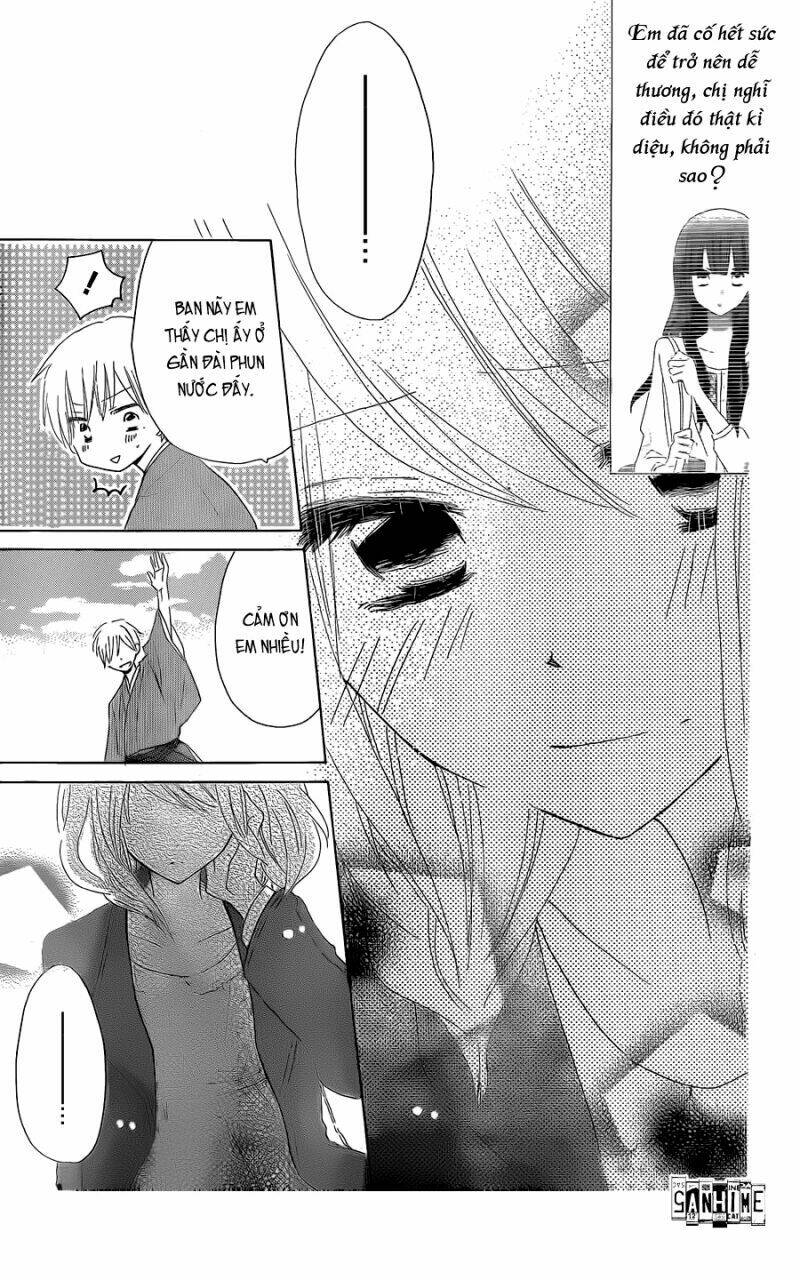 Em đã cố hết sức
để trở nên dễ
thương, chị nghĩ
điều đó thật kì
diệu, không phải
sao?
!
BAN NÃY EM
THẤY CHỊ ẤY Ở
GẦN ĐÀI PHUN
NƯỚC ĐẤY.
CẢM ƠN
EM NHIỀU!
SANHIME